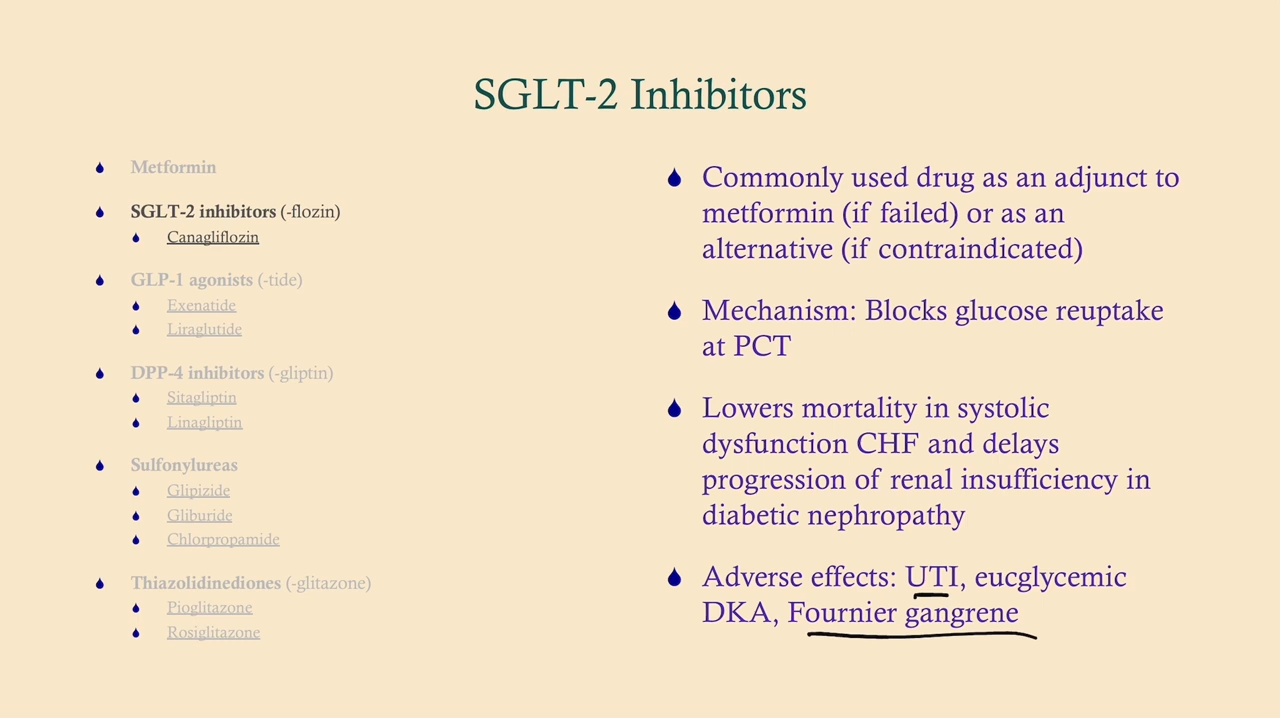 SGLT-2 Inhibitors
Metformin
SGLT-2 inhibitors (-flozin)
Canagliflozin
GLP-1 agonists (-tide)
Exenatide
Liraglutide
DPP-4 inhibitors (-gliptin)
Sitagliptin
Linagliptin
Sulfonylureas
Glipizide
Gliburide
Chlorpropamide
Thiazolidinediones (-glitazone)
Pioglitazone
Rosiglitazone
Commonly used drug as an adjunct to
metformin (if failed) or as an
alternative (if contraindicated)
Mechanism: Blocks glucose reuptake
at PCT
Lowers mortality in systolic
dysfunction CHF and delays
progression of renal insufficiency in
diabetic nephropathy
Adverse effects: UTI, eucglycemic
DKA, Fournier gangrene